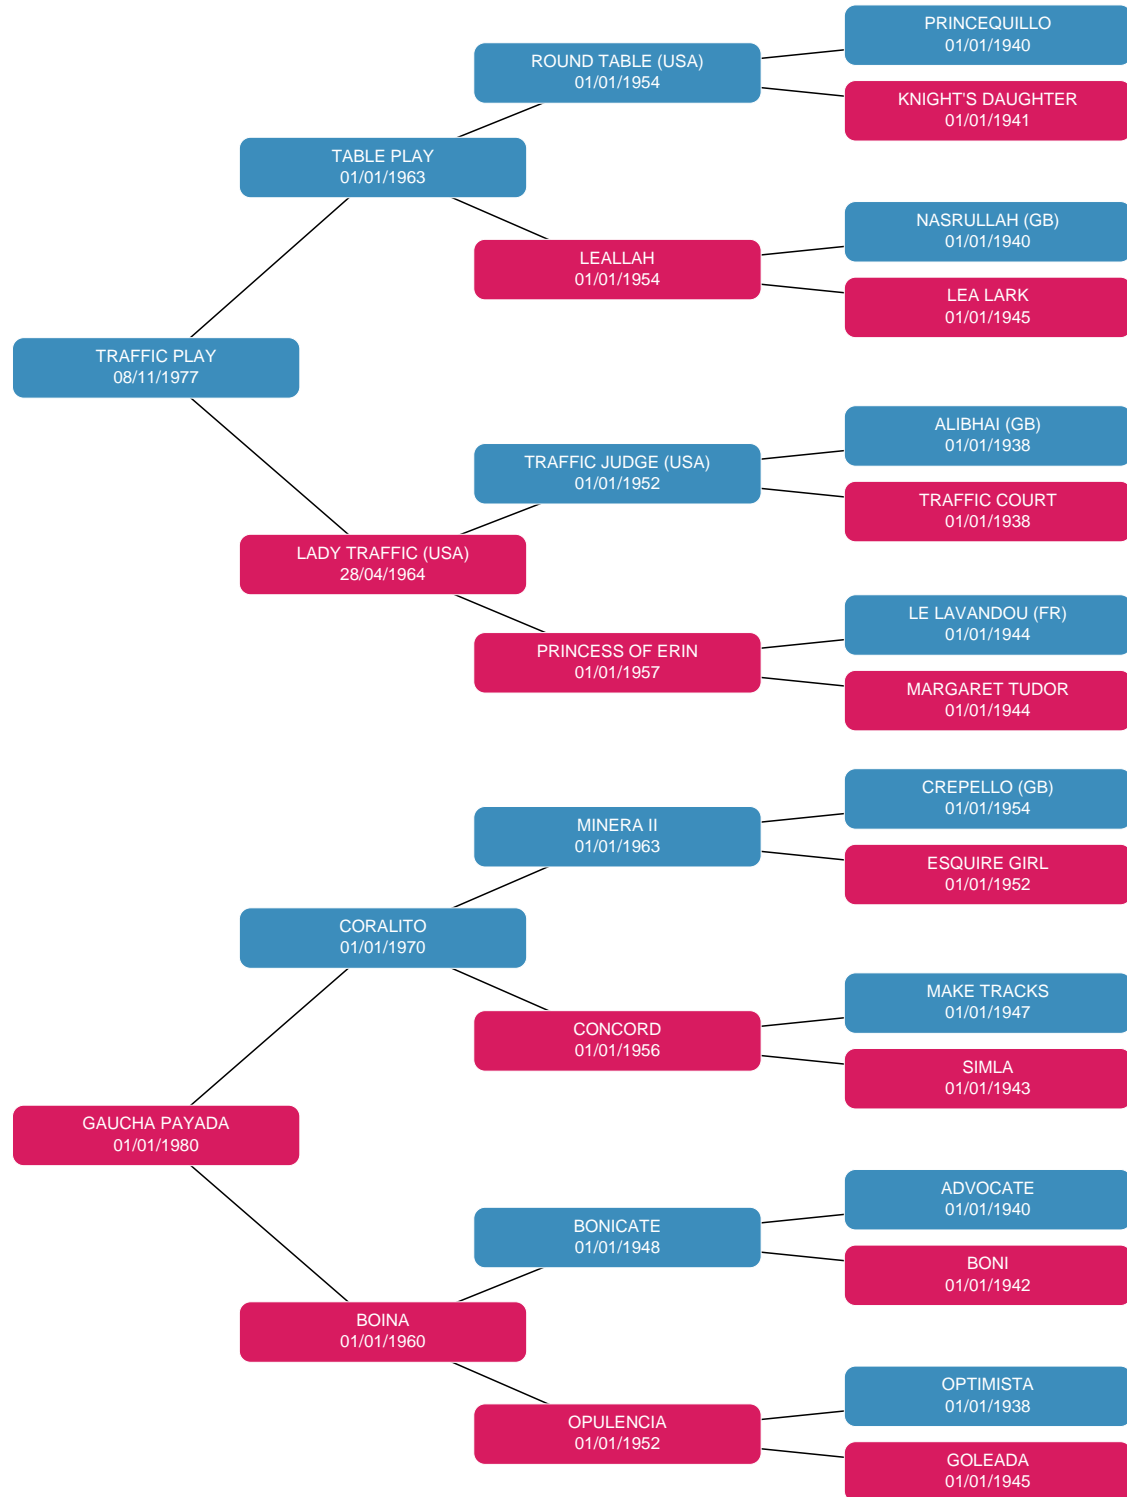 PRINCEQUILLO
01/01/1940
ROUND TABLE (USA)
01/01/1954
KNIGHT'S DAUGHTER
01/01/1941
TABLE PLAY
01/01/1963
NASRULLAH (GB)
01/01/1940
LEALLAH
01/01/1954
LEA LARK
01/01/1945
TRAFFIC PLAY
08/11/1977
ALIBHAI (GB)
01/01/1938
TRAFFIC JUDGE (USA)
01/01/1952
TRAFFIC COURT
01/01/1938
LADY TRAFFIC (USA)
28/04/1964
LE LAVANDOU (FR)
01/01/1944
PRINCESS OF ERIN
01/01/1957
MARGARET TUDOR
01/01/1944
CREPELLO (GB)
01/01/1954
MINERA II
01/01/1963
ESQUIRE GIRL
01/01/1952
CORALITO
01/01/1970
MAKE TRACKS
01/01/1947
CONCORD
01/01/1956
SIMLA
01/01/1943
GAUCHA PAYADA
01/01/1980
ADVOCATE
01/01/1940
BONICATE
01/01/1948
BONI
01/01/1942
BOINA
01/01/1960
OPTIMISTA
01/01/1938
OPULENCIA
01/01/1952
GOLEADA
01/01/1945